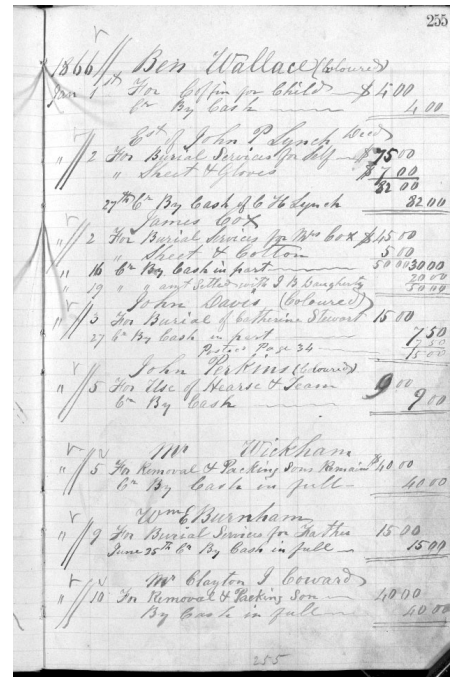 255
1866 Ben Wallace (Coloured)
Jan 1st For Coffin for Child $4 00
Cr By Cash 4 00
Est of John P Lynch Decd
" 2 For Burial Services for Self $75 00
" Sheet & Gloves $7 00
82 00
27th Cr By Cash of C H Lynch 82 00
James Cox
" 2 For Burial Services for Mrs Cox $45 00
" Sheet & Cotton 5 00
" 16 Cr By Cash in part 50 00 30 00
" 19 " " amt Settled with J B Daugherty 20 00
50 00
John Davis (Coloured)
" 3 For Burial of Catherine Stewart 15 00
27 Cr By Cash in part 7 50
Posted Page 34 7 50
15 00
John Perkins (Coloured)
" 5 For Use of Hearse & Team 9 00
Cr By Cash 9 00
Mr Wickham
" 5 For Removal & Packing Sons Remain $40 00
Cr By Cash in full 40 00
Wm E Burnham
" 9 For Burial Services for Father 15 00
June 25th Cr By Cash in full 15 00
Mr Clayton J Coward
" 10 For Removal & Packing Son 40 00
By Cash in full 40 00
255